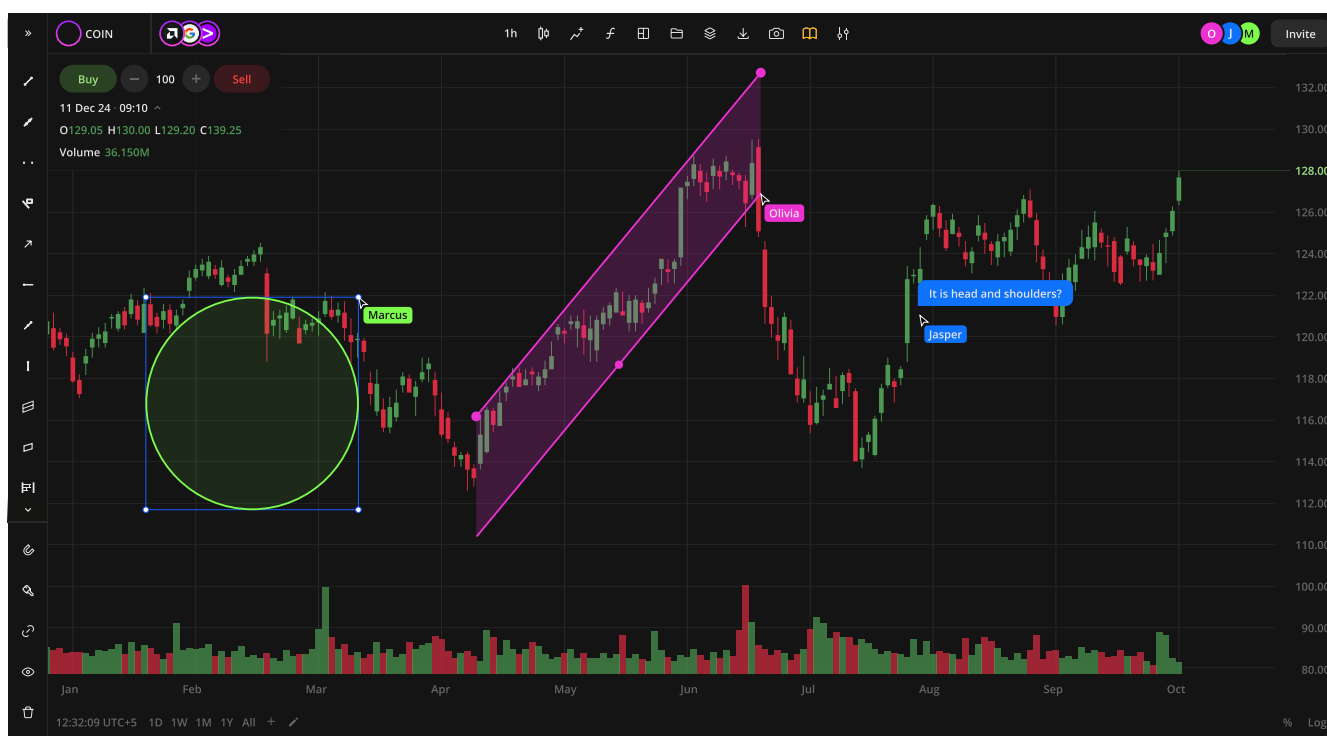 COIN
G
1h
O J M
Invite
Buy
100
Sell
11 Dec 24 · 09:10
O129.05 H130.00 L129.20 C139.25
Volume 36.150M
132.00
130.00
128.00
126.00
124.00
122.00
120.00
118.00
116.00
114.00
112.00
110.00
100.00
90.00
80.00
Olivia
It is head and shoulders?
Marcus
Jasper
Jan Feb Mar Apr May Jun Jul Aug Sep Oct
12:32:09 UTC+5 1D 1W 1M 1Y All + % Log